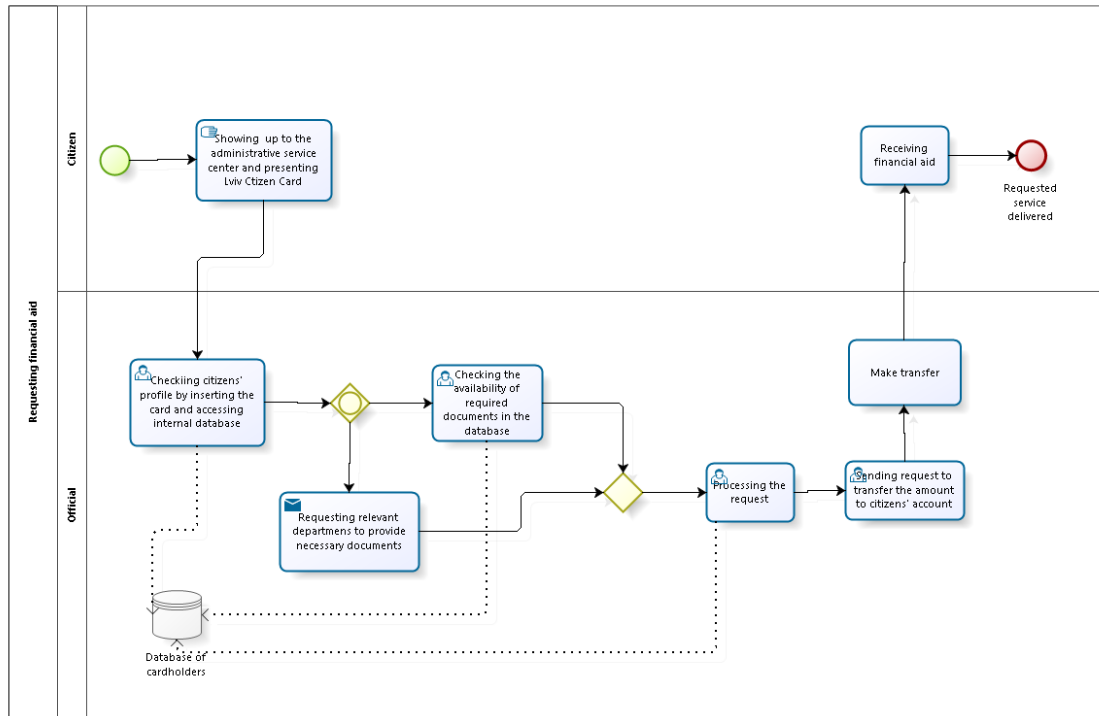 Requesting financial aid
Citizen
Showing up to the
administrative service
center and presenting
Lviv Ctizen Card
Receiving
financial aid
Requested
service
delivered
Official
Checkiing citizens'
profile by inserting the
card and accessing
internal database
Checking the
availability of
required
documents in the
database
Make transfer
Requesting relevant
departmens to provide
necessary documents
Processing the
request
Sending request to
transfer the amount
to citizens' account
Database of
cardholders